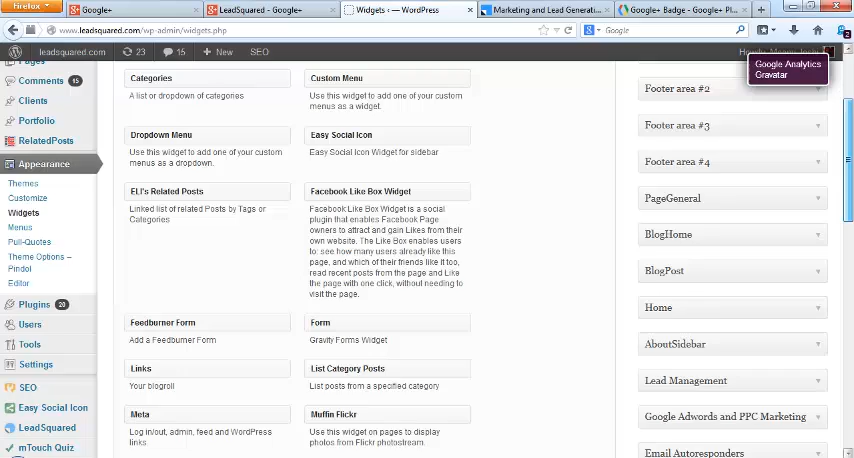 Firefox
Google+
LeadSquared - Google+
Widgets ‹ — WordPress
Marketing and Lead Generati...
Google+ Badge - Google+ Pl...
www.leadsquared.com/wp-admin/widgets.php
Google
2
leadsquared.com
23
15
+ New
SEO
Google Analytics
Gravatar
Pages
Comments 15
Clients
Portfolio
RelatedPosts
Appearance
Themes
Customize
Widgets
Menus
Pull-Quotes
Theme Options –
Pindol
Editor
Plugins 20
Users
Tools
Settings
SEO
Easy Social Icon
LeadSquared
mTouch Quiz
Categories
A list or dropdown of categories
Custom Menu
Use this widget to add one of your custom
menus as a widget.
Dropdown Menu
Use this widget to add one of your custom
menus as a dropdown.
Easy Social Icon
Easy Social Icon Widget for sidebar
ELI's Related Posts
Linked list of related Posts by Tags or
Categories
Facebook Like Box Widget
Facebook Like Box Widget is a social
plugin that enables Facebook Page
owners to attract and gain Likes from their
own website. The Like Box enables users
to: see how many users already like this
page, and which of their friends like it too,
read recent posts from the page and Like
the page with one click, without needing to
visit the page.
Feedburner Form
Add a Feedburner Form
Form
Gravity Forms Widget
Links
Your blogroll
List Category Posts
List posts from a specified category
Meta
Log in/out, admin, feed and WordPress
links.
Muffin Flickr
Use this widget on pages to display
photos from Flickr photostream.
Footer area #2
Footer area #3
Footer area #4
PageGeneral
BlogHome
BlogPost
Home
AboutSidebar
Lead Management
Google Adwords and PPC Marketing
Email Autoresponders